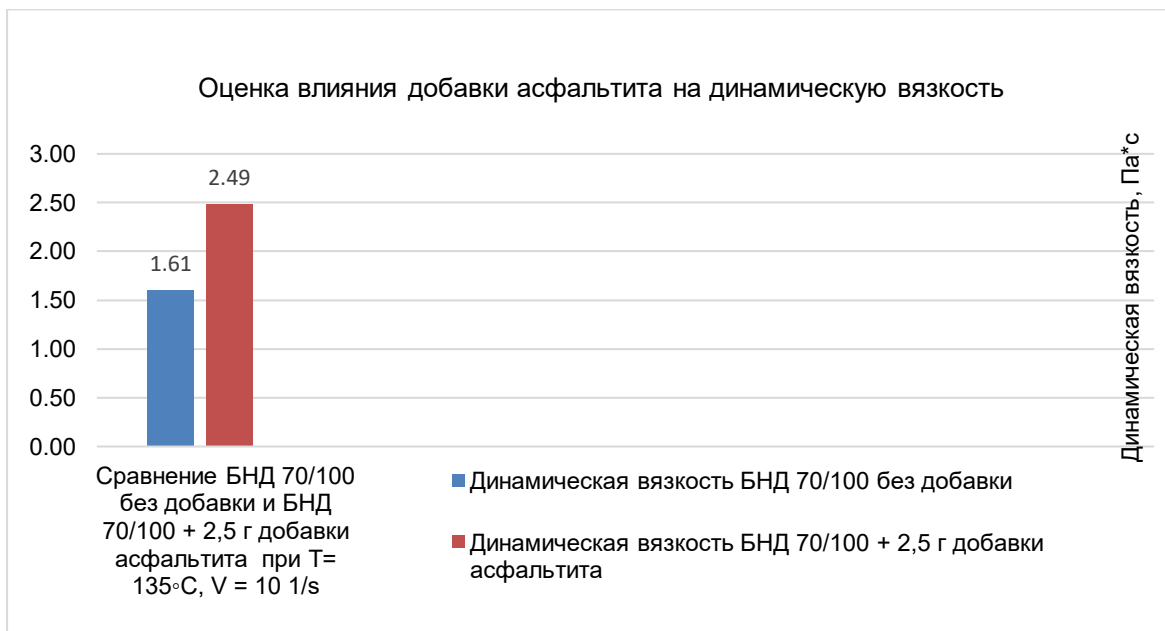 Оценка влияния добавки асфальтита на динамическую вязкость
3.00
2.50
2.00
1.50
1.00
0.50
0.00
1.61
2.49
Динамическая вязкость, Па*с
Сравнение БНД 70/100
без добавки и БНД
70/100 + 2,5 г добавки
асфальтита при T=
135◦C, V = 10 1/s
Динамическая вязкость БНД 70/100 без добавки
Динамическая вязкость БНД 70/100 + 2,5 г добавки
асфальтита